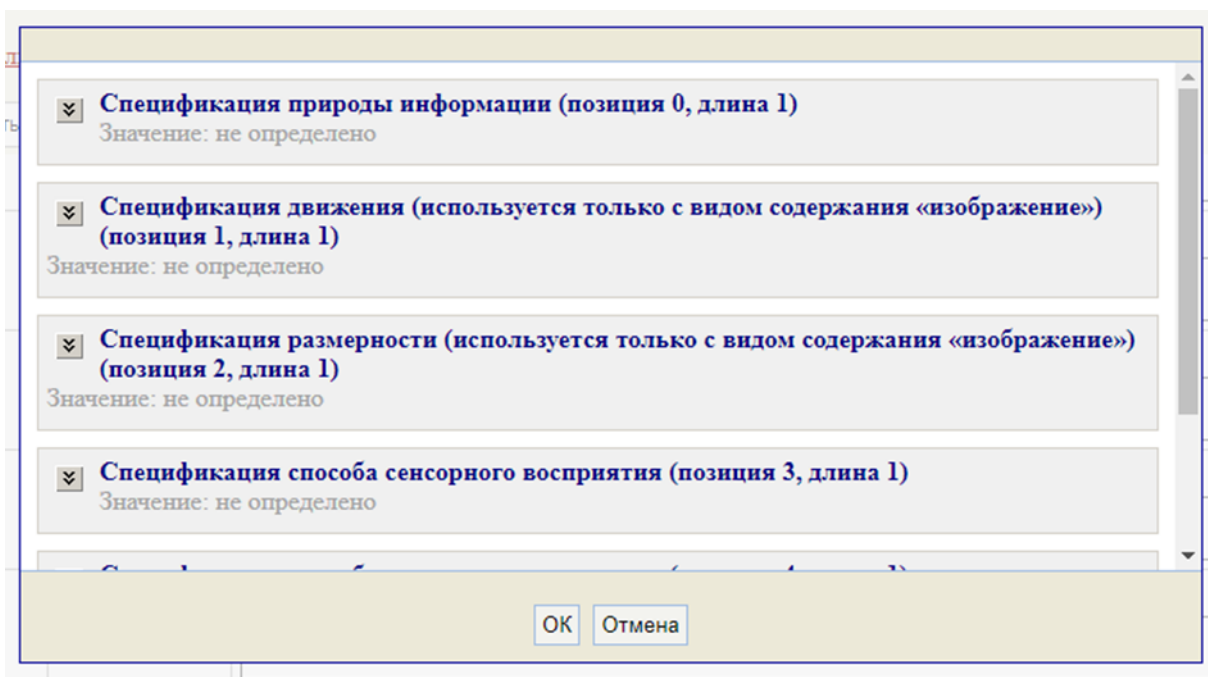 Спецификация природы информации (позиция 0, длина 1)
Значение: не определено
Спецификация движения (используется только с видом содержания «изображение»)
(позиция 1, длина 1)
Значение: не определено
Спецификация размерности (используется только с видом содержания «изображение»)
(позиция 2, длина 1)
Значение: не определено
Спецификация способа сенсорного восприятия (позиция 3, длина 1)
Значение: не определено
ОК Отмена